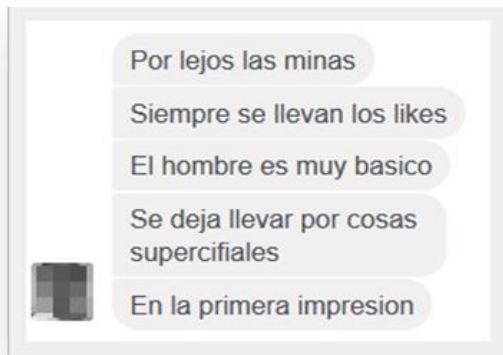 Por lejos las minas
Siempre se llevan los likes
El hombre es muy basico
Se deja llevar por cosas
supercifiales
En la primera impresion